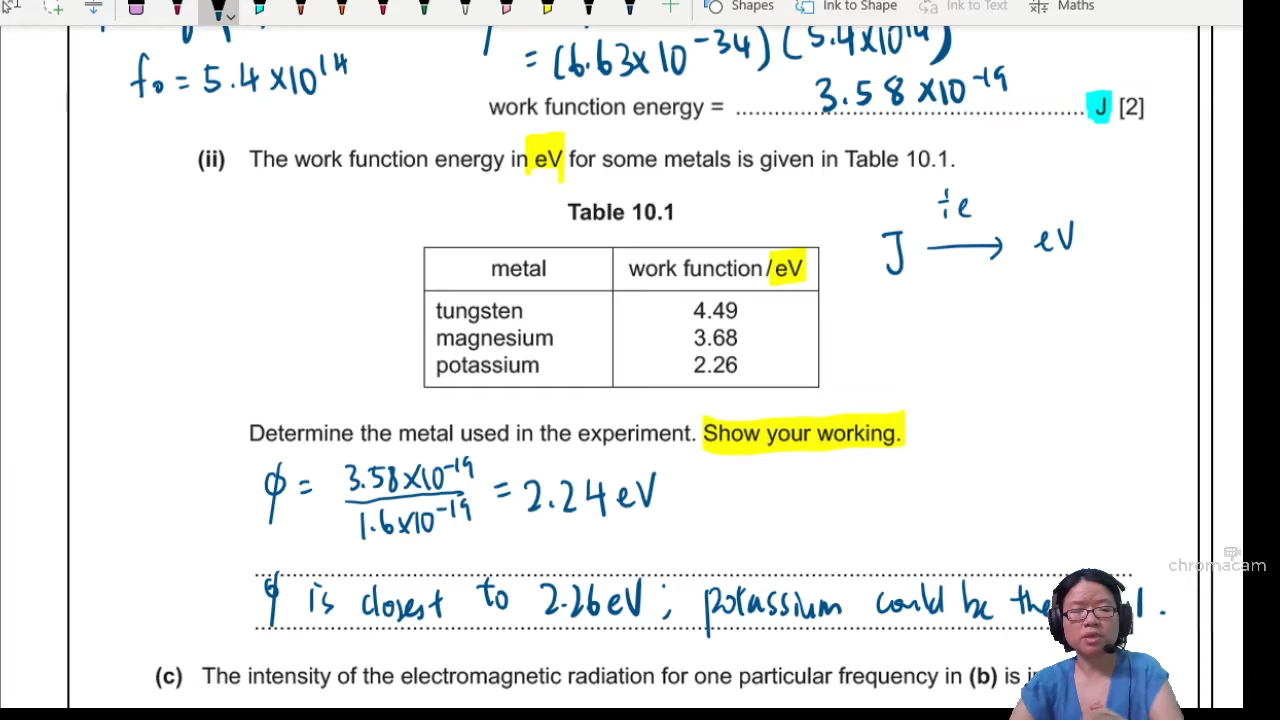 Shapes Ink to Shape Ink to Text Maths
= (6.63×10⁻³⁴)(5.4×10¹⁴)
f₀ = 5.4×10¹⁴
3.58×10⁻¹⁹
work function energy = ........................................................ J [2]
(ii) The work function energy in eV for some metals is given in Table 10.1.
Table 10.1
÷e
J → eV
metal work function/eV
tungsten 4.49
magnesium 3.68
potassium 2.26
Determine the metal used in the experiment. Show your working.
ϕ = 3.58×10⁻¹⁹ / 1.6×10⁻¹⁹ = 2.24 eV
chromacam
ϕ is closest to 2.26 eV ; potassium could be the
(c) The intensity of the electromagnetic radiation for one particular frequency in (b) is